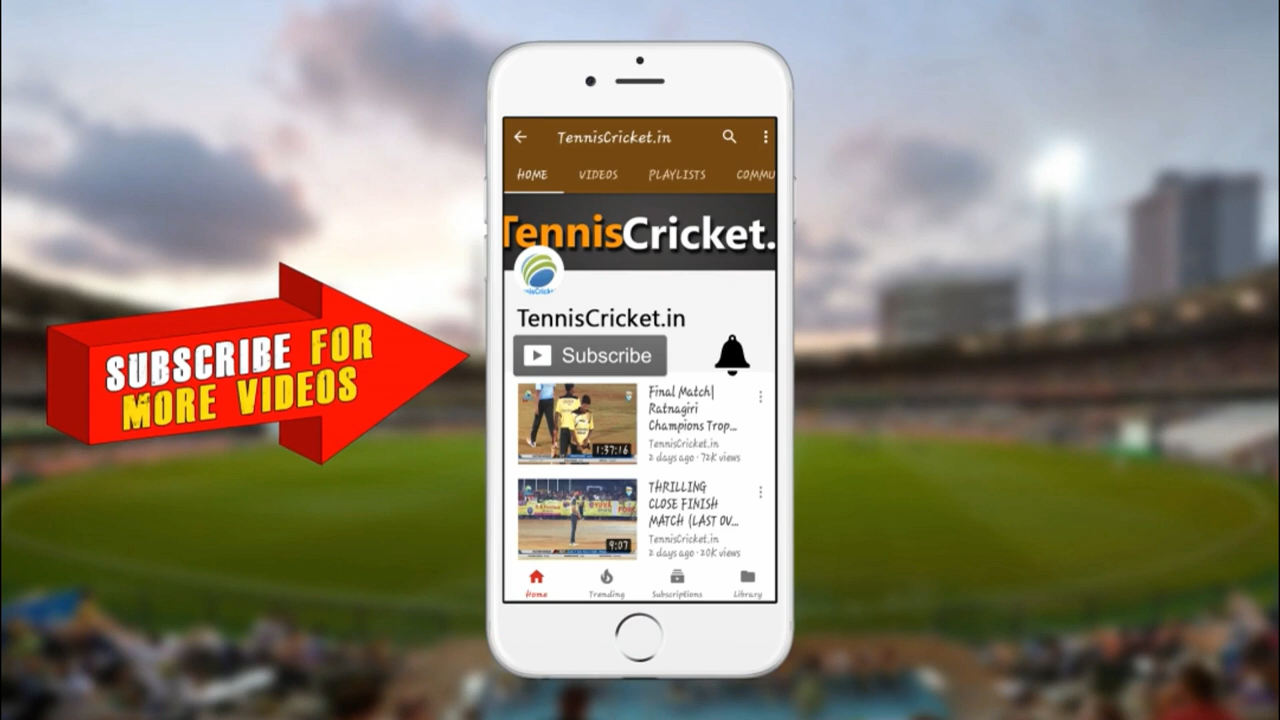 TennisCricket.in
HOME VIDEOS PLAYLISTS COMMU
TennisCricket.
TennisCricket.in
Subscribe
SUBSCRIBE FOR
MORE VIDEOS
Final Match|
Ratnagiri
Champions Trop...
TennisCricket.in
2 days ago · 72K views
1:37:16
THRILLING
CLOSE FINISH
MATCH (LAST OV...
TennisCricket.in
2 days ago · 20K views
9:07
Home Trending Subscriptions Library